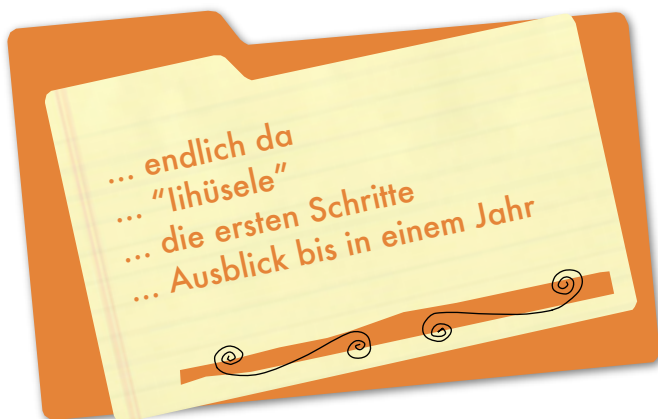 ... endlich da
... “Iihüsele”
... die ersten Schritte
... Ausblick bis in einem Jahr